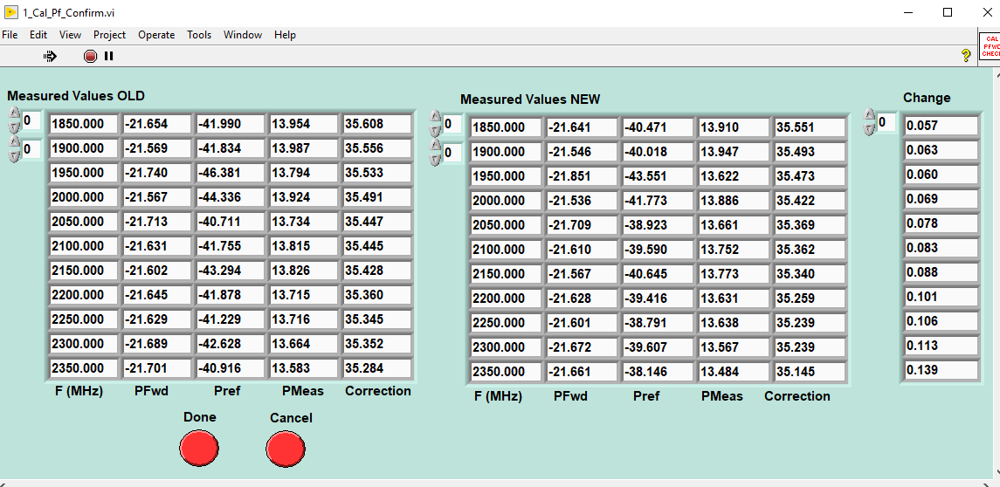 1_Cal_Pf_Confirm.vi
File Edit View Project Operate Tools Window Help
?
CAL
Measured Values OLD
0
0
1850.000 -21.654 -41.990 13.954 35.608
1900.000 -21.569 -41.834 13.987 35.556
1950.000 -21.740 -46.381 13.794 35.533
2000.000 -21.567 -44.336 13.924 35.491
2050.000 -21.713 -40.711 13.734 35.447
2100.000 -21.631 -41.755 13.815 35.445
2150.000 -21.602 -43.294 13.826 35.428
2200.000 -21.645 -41.878 13.715 35.360
2250.000 -21.629 -41.229 13.716 35.345
2300.000 -21.689 -42.628 13.664 35.352
2350.000 -21.701 -40.916 13.583 35.284
F (MHz) PFwd Pref PMeas Correction
Measured Values NEW
0
0
1850.000 -21.641 -40.471 13.910 35.551
1900.000 -21.546 -40.018 13.947 35.493
1950.000 -21.851 -43.551 13.622 35.473
2000.000 -21.536 -41.773 13.886 35.422
2050.000 -21.709 -38.923 13.661 35.369
2100.000 -21.610 -39.590 13.752 35.362
2150.000 -21.567 -40.645 13.773 35.340
2200.000 -21.628 -39.416 13.631 35.259
2250.000 -21.601 -38.791 13.638 35.239
2300.000 -21.672 -39.607 13.567 35.239
2350.000 -21.661 -38.146 13.484 35.145
F (MHz) PFwd Pref PMeas Correction
Change
0
0.057
0.063
0.060
0.069
0.078
0.083
0.088
0.101
0.106
0.113
0.139
Done Cancel